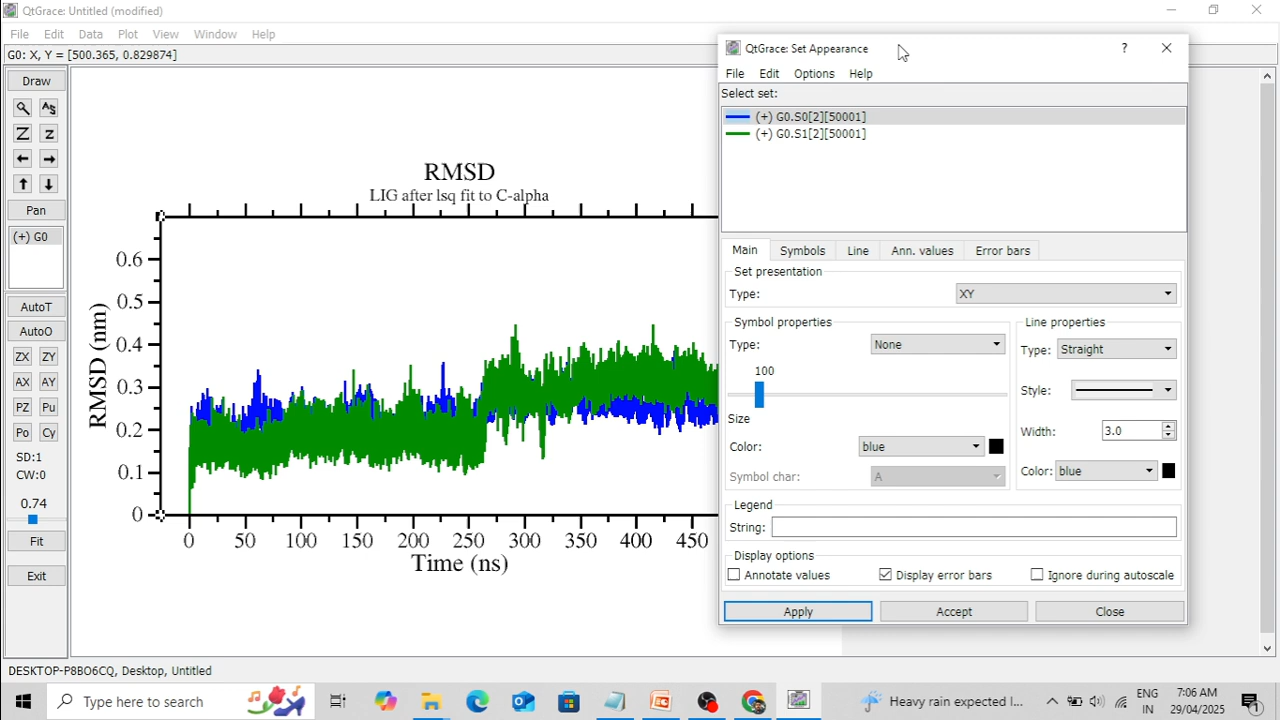 QtGrace: Untitled (modified)
File Edit Data Plot View Window Help
G0: X, Y = [500.365, 0.829874]
Draw
AS
Z z
Pan
(+) G0
AutoT
AutoO
ZX ZY
AX AY
PZ Pu
Po Cy
SD:1
CW:0
0.74
Fit
Exit
RMSD
LIG after lsq fit to C-alpha
RMSD (nm)
0.6
0.5
0.4
0.3
0.2
0.1
0
0 50 100 150 200 250 300 350 400 450
Time (ns)
QtGrace: Set Appearance ?
File Edit Options Help
Select set:
(+) G0.S0[2][50001]
(+) G0.S1[2][50001]
Main Symbols Line Ann. values Error bars
Set presentation
Type: XY
Symbol properties
Type: None
100
Size
Color: blue
Symbol char: A
Line properties
Type: Straight
Style:
Width: 3.0
Color: blue
Legend
String:
Display options
Annotate values Display error bars Ignore during autoscale
Apply Accept Close
DESKTOP-P8BO6CQ, Desktop, Untitled
Type here to search
Heavy rain expected I...
ENG
IN
7:06 AM
29/04/2025
1